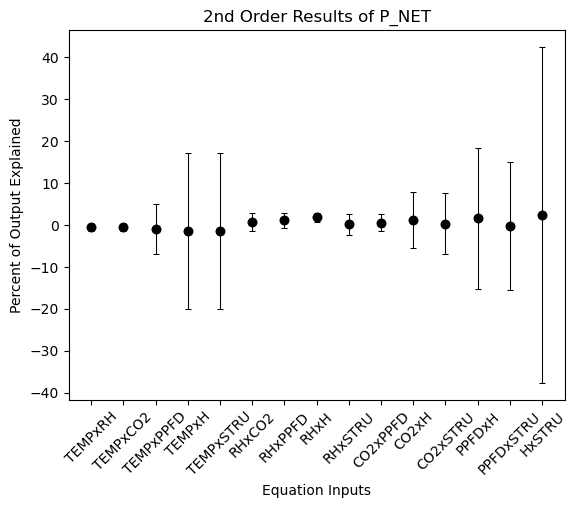 2nd Order Results of P_NET
Percent of Output Explained
40
30
20
10
0
−10
−20
−30
−40
TEMPxRH
TEMPxCO2
TEMPxPPFD
TEMPxH
TEMPxSTRU
RHxCO2
RHxPPFD
RHxH
RHxSTRU
CO2xPPFD
CO2xH
CO2xSTRU
PPFDxH
PPFDxSTRU
HxSTRU
Equation Inputs